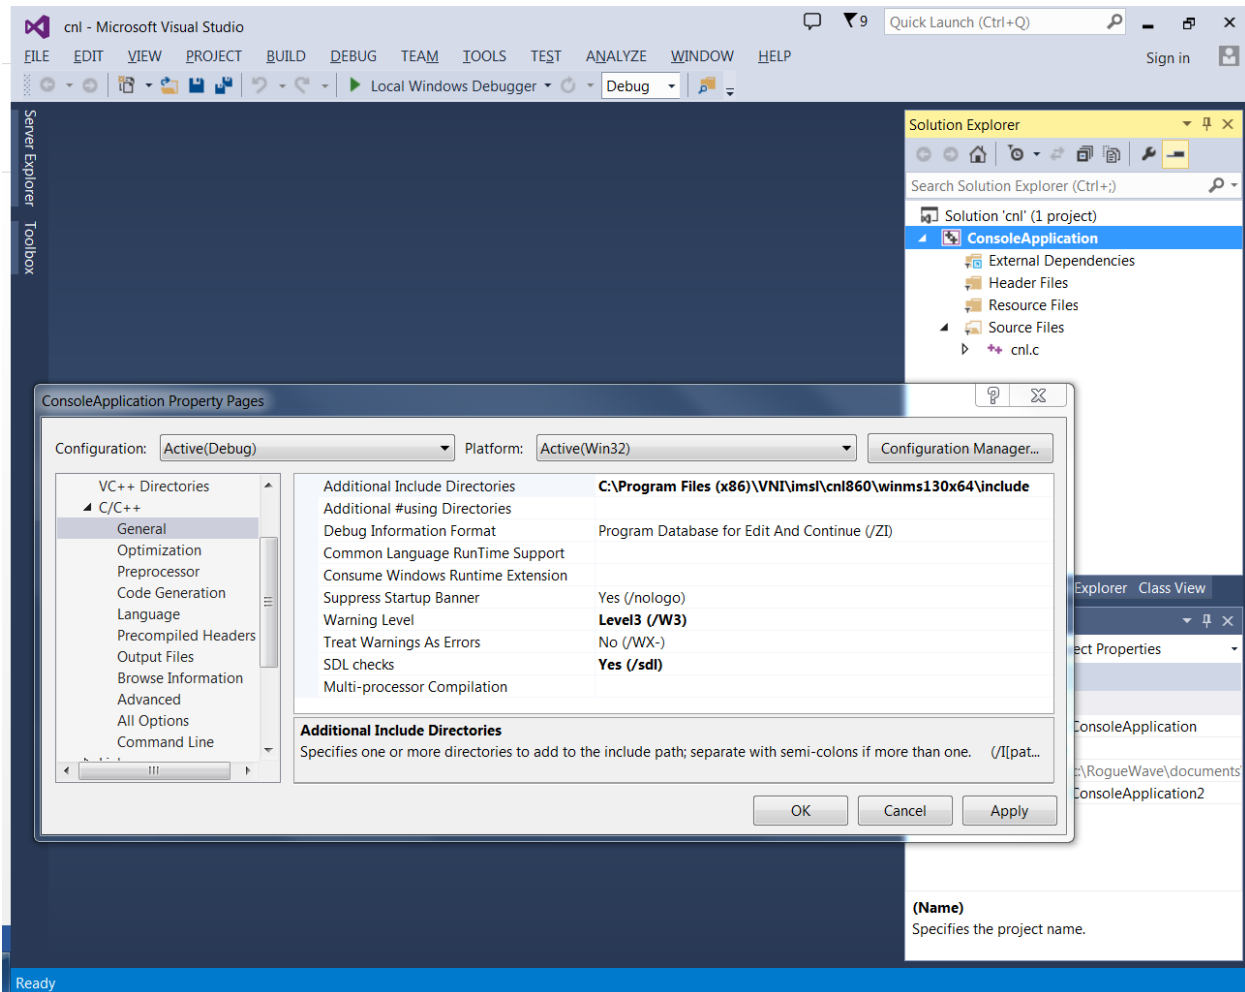 cnl - Microsoft Visual Studio
9
Quick Launch (Ctrl+Q)
FILE EDIT VIEW PROJECT BUILD DEBUG TEAM TOOLS TEST ANALYZE WINDOW HELP
Sign in
Local Windows Debugger
Debug
Server Explorer
Toolbox
Solution Explorer
Search Solution Explorer (Ctrl+;)
Solution 'cnl' (1 project)
ConsoleApplication
External Dependencies
Header Files
Resource Files
Source Files
cnl.c
ConsoleApplication Property Pages
Configuration: Active(Debug) Platform: Active(Win32) Configuration Manager...
VC++ Directories
C/C++
General
Optimization
Preprocessor
Code Generation
Language
Precompiled Headers
Output Files
Browse Information
Advanced
All Options
Command Line
Additional Include Directories C:\Program Files (x86)\VNI\imsl\cnl860\winms130x64\include
Additional #using Directories
Debug Information Format Program Database for Edit And Continue (/ZI)
Common Language RunTime Support
Consume Windows Runtime Extension
Suppress Startup Banner Yes (/nologo)
Warning Level Level3 (/W3)
Treat Warnings As Errors No (/WX-)
SDL checks Yes (/sdl)
Multi-processor Compilation
Additional Include Directories
Specifies one or more directories to add to the include path; separate with semi-colons if more than one. (/I[pat...
OK Cancel Apply
Explorer Class View
ect Properties
ConsoleApplication
:\RogueWave\documents
ConsoleApplication2
(Name)
Specifies the project name.
Ready